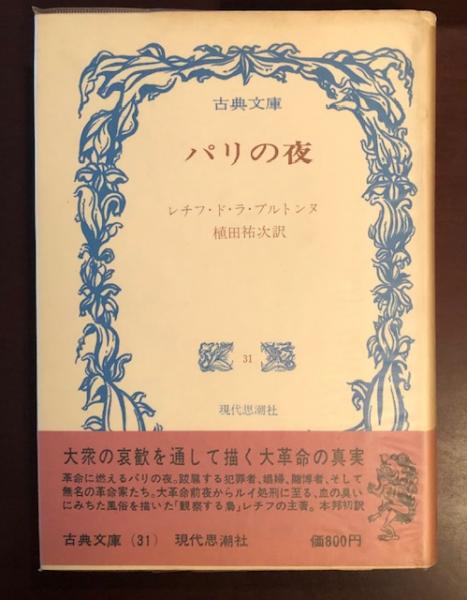 古典文庫
パリの夜
レチフ・ド・ラ・ブルトンヌ
植田祐次訳
31
現代思潮社
大衆の哀歓を通して描く大革命の真実
革命に燃えるパリの夜。跋扈する犯罪者、娼婦、賭博者、そして
無名の革命家たち。大革命前夜からルイ処刑に至る、血の臭い
にみちた風俗を描いた「観察する梟」レチフの主著。本邦初訳
古典文庫（31） 現代思潮社 価800円